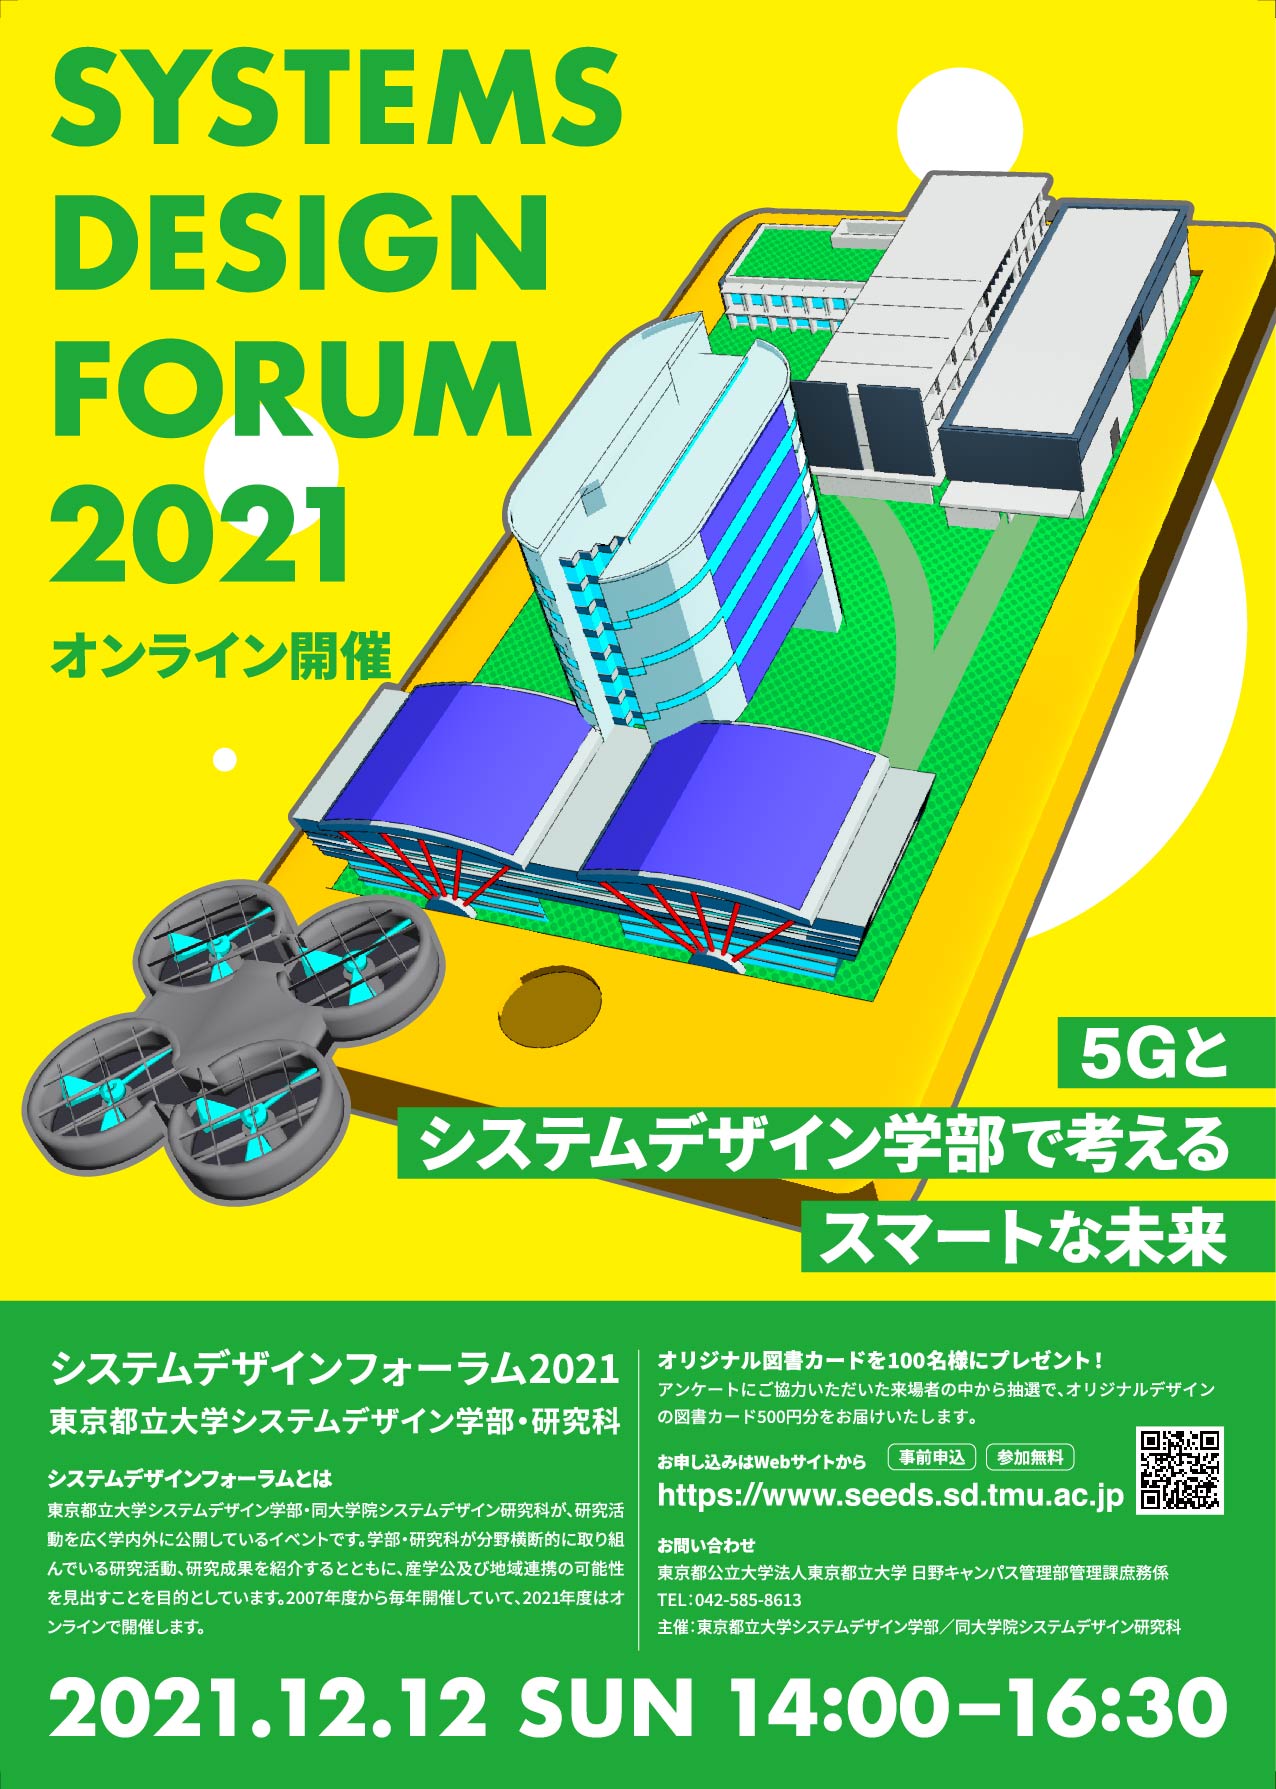 SYSTEMS
DESIGN
FORUM
2021
オンライン開催
5Gと
システムデザイン学部で考える
スマートな未来
システムデザインフォーラム2021
東京都立大学システムデザイン学部・研究科
システムデザインフォーラムとは
東京都立大学システムデザイン学部・同大学院システムデザイン研究科が、研究活
動を広く学内外に公開しているイベントです。学部・研究科が分野横断的に取り組
んでいる研究活動、研究成果を紹介するとともに、産学公及び地域連携の可能性
を見出すことを目的としています。2007年度から毎年開催していて、2021年度はオ
ンラインで開催します。
オリジナル図書カードを100名様にプレゼント！
アンケートにご協力いただいた来場者の中から抽選で、オリジナルデザイン
の図書カード500円分をお届けいたします。
お申し込みはWebサイトから 事前申込 参加無料
https://www.seeds.sd.tmu.ac.jp
お問い合わせ
東京都公立大学法人東京都立大学 日野キャンパス管理部管理課庶務係
TEL：042-585-8613
主催：東京都立大学システムデザイン学部／同大学院システムデザイン研究科
2021.12.12 SUN 14:00–16:30